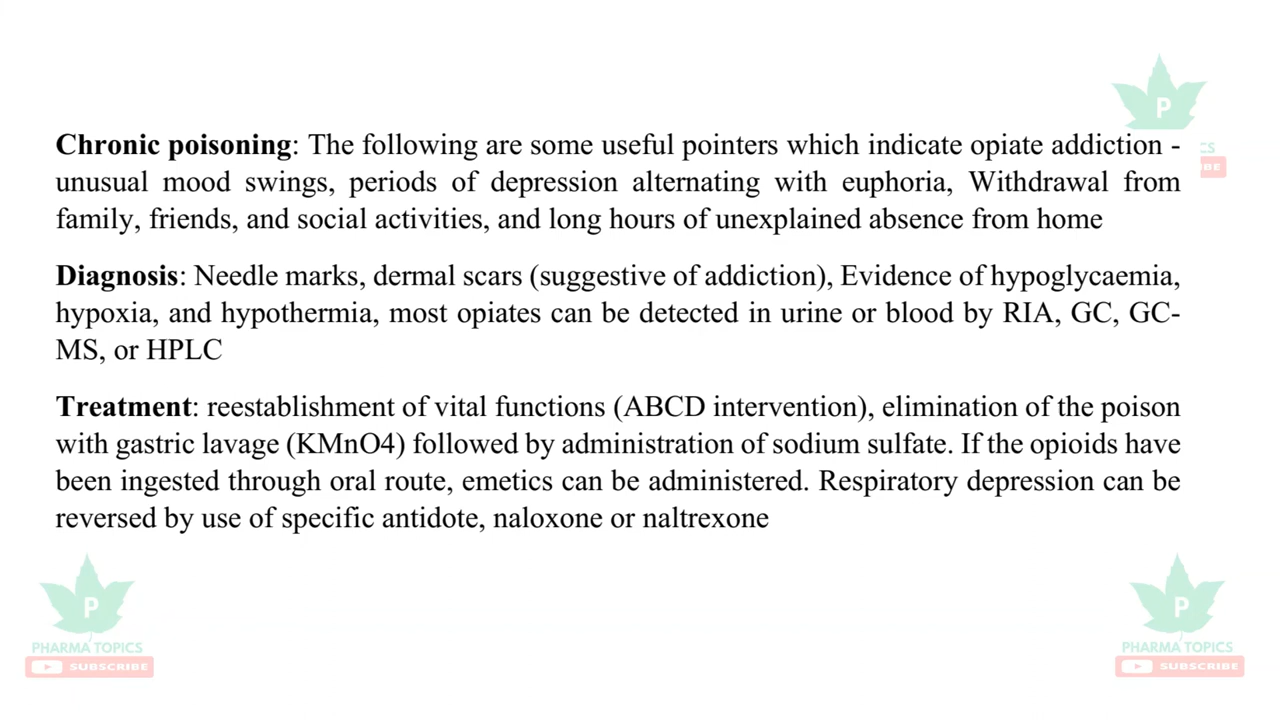 P
Chronic poisoning: The following are some useful pointers which indicate opiate addiction -
unusual mood swings, periods of depression alternating with euphoria, Withdrawal from
family, friends, and social activities, and long hours of unexplained absence from home
Diagnosis: Needle marks, dermal scars (suggestive of addiction), Evidence of hypoglycaemia,
hypoxia, and hypothermia, most opiates can be detected in urine or blood by RIA, GC, GC-
MS, or HPLC
Treatment: reestablishment of vital functions (ABCD intervention), elimination of the poison
with gastric lavage (KMnO4) followed by administration of sodium sulfate. If the opioids have
been ingested through oral route, emetics can be administered. Respiratory depression can be
reversed by use of specific antidote, naloxone or naltrexone
P
PHARMA TOPICS
SUBSCRIBE
P
PHARMA TOPICS
SUBSCRIBE